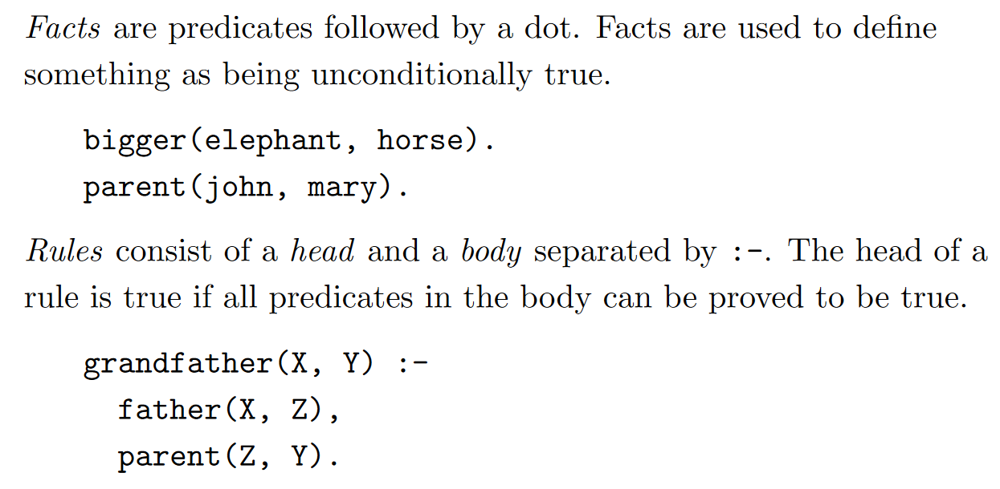 Facts are predicates followed by a dot. Facts are used to define
something as being unconditionally true.
bigger(elephant, horse).
parent(john, mary).
Rules consist of a head and a body separated by :-. The head of a
rule is true if all predicates in the body can be proved to be true.
grandfather(X, Y) :-
father(X, Z),
parent(Z, Y).